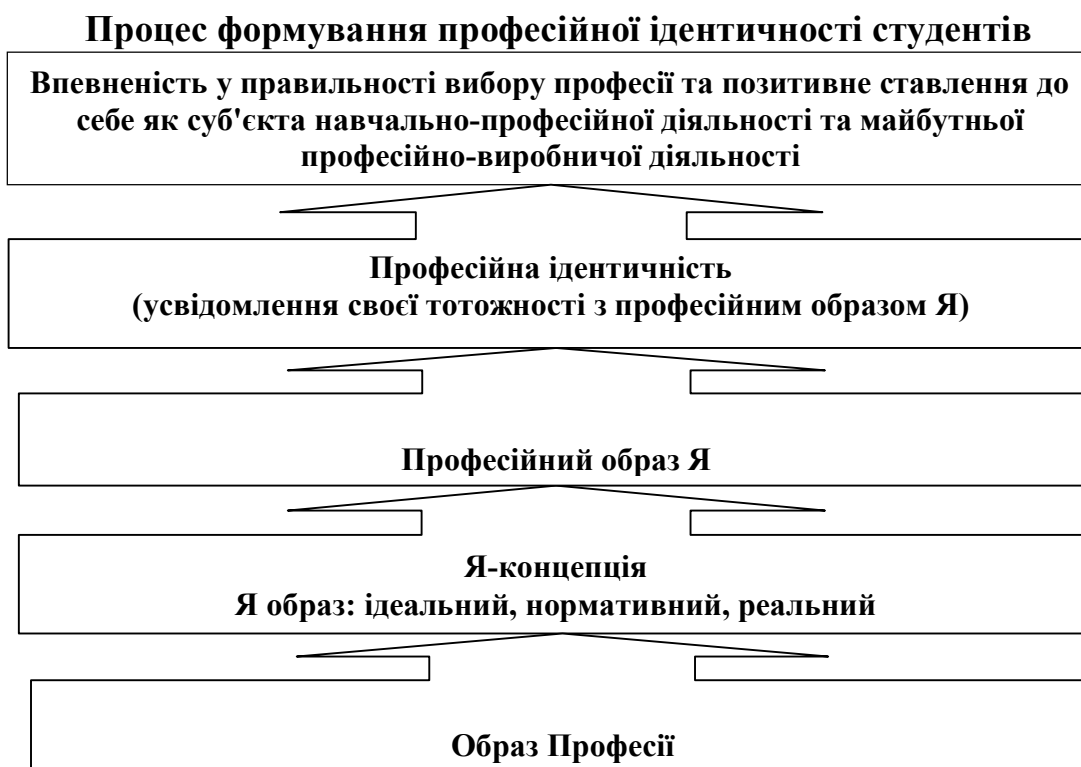 Процес формування професійної ідентичності студентів
Впевненість у правильності вибору професії та позитивне ставлення до
себе як суб'єкта навчально-професійної діяльності та майбутньої
професійно-виробничої діяльності
Професійна ідентичність
(усвідомлення своєї тотожності з професійним образом Я)
Професійний образ Я
Я-концепція
Я образ: ідеальний, нормативний, реальний
Образ Професії